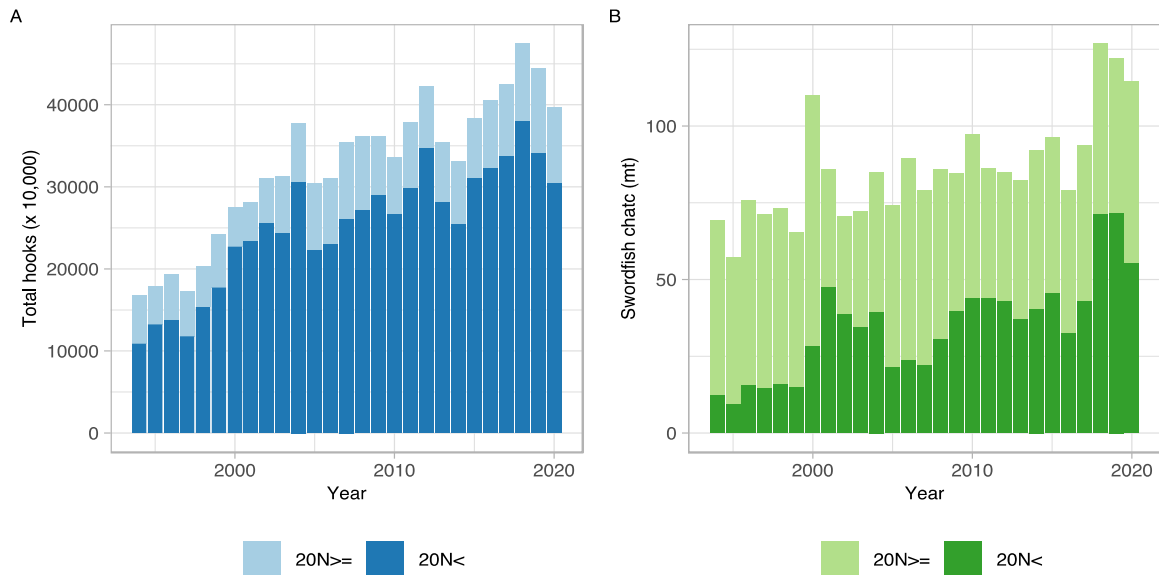 A
Total hooks (x 10,000)
40000
30000
20000
10000
0
2000
2010
2020
Year
20N>=
20N<
B
Swordfish chatc (mt)
100
50
0
2000
2010
2020
Year
20N>=
20N<